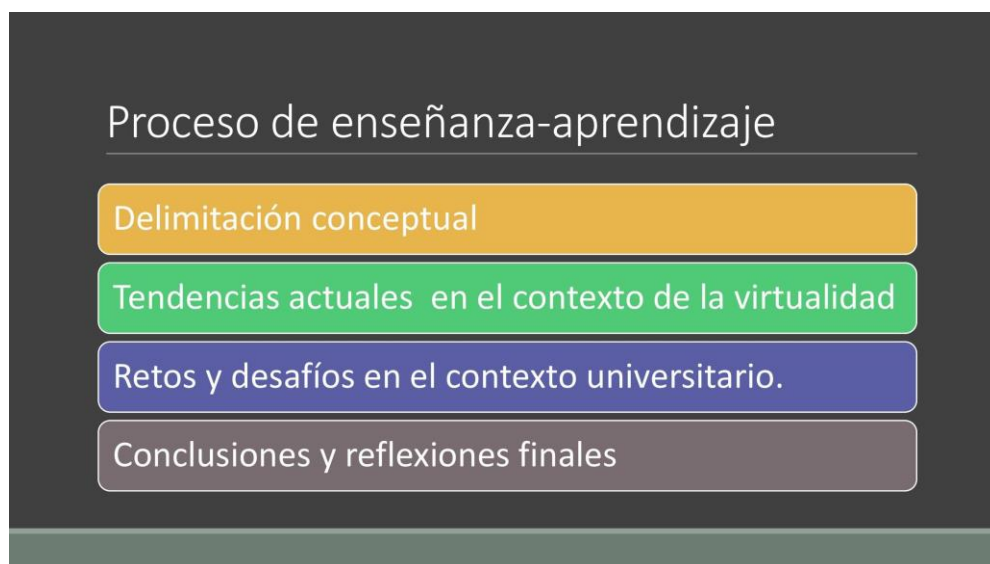 Proceso de enseñanza-aprendizaje
Delimitación conceptual
Tendencias actuales en el contexto de la virtualidad
Retos y desafíos en el contexto universitario.
Conclusiones y reflexiones finales